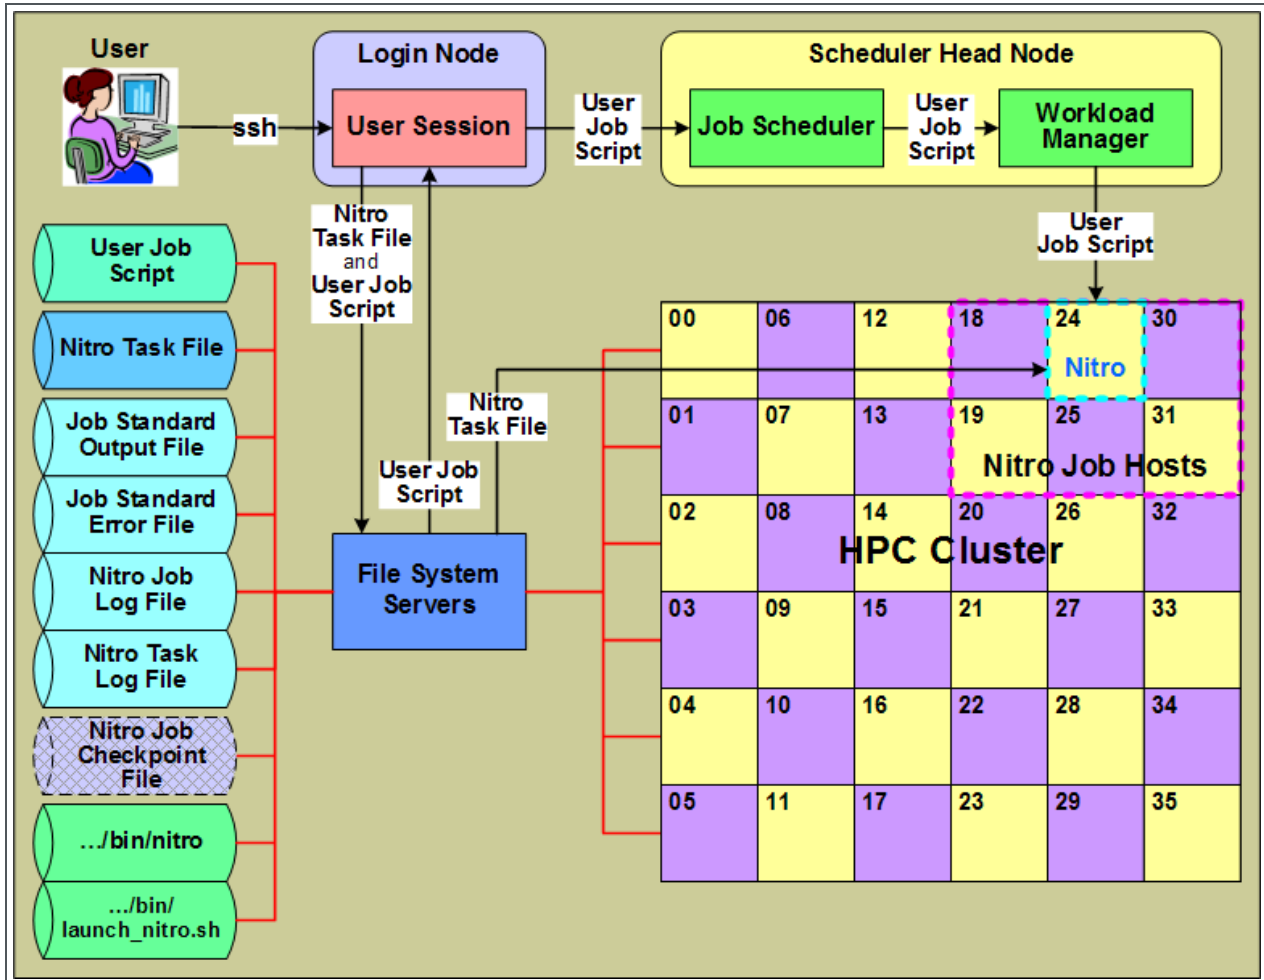 User
Login Node
Scheduler Head Node
ssh
User Session
User
Job
Script
Job Scheduler
User
Job
Script
Workload
Manager
Nitro
Task File
and
User Job
Script
User
Job Script
User Job
Script
Nitro Task File
Job Standard
Output File
Job Standard
Error File
Nitro Job
Log File
Nitro Task
Log File
Nitro Job
Checkpoint
File
.../bin/nitro
.../bin/
launch_nitro.sh
User Job
Script
Nitro
Task File
File System
Servers
00 06 12 18 24 30
Nitro
01 07 13 19 25 31
Nitro Job Hosts
02 08 14 20 26 32
HPC Cluster
03 09 15 21 27 33
04 10 16 22 28 34
05 11 17 23 29 35